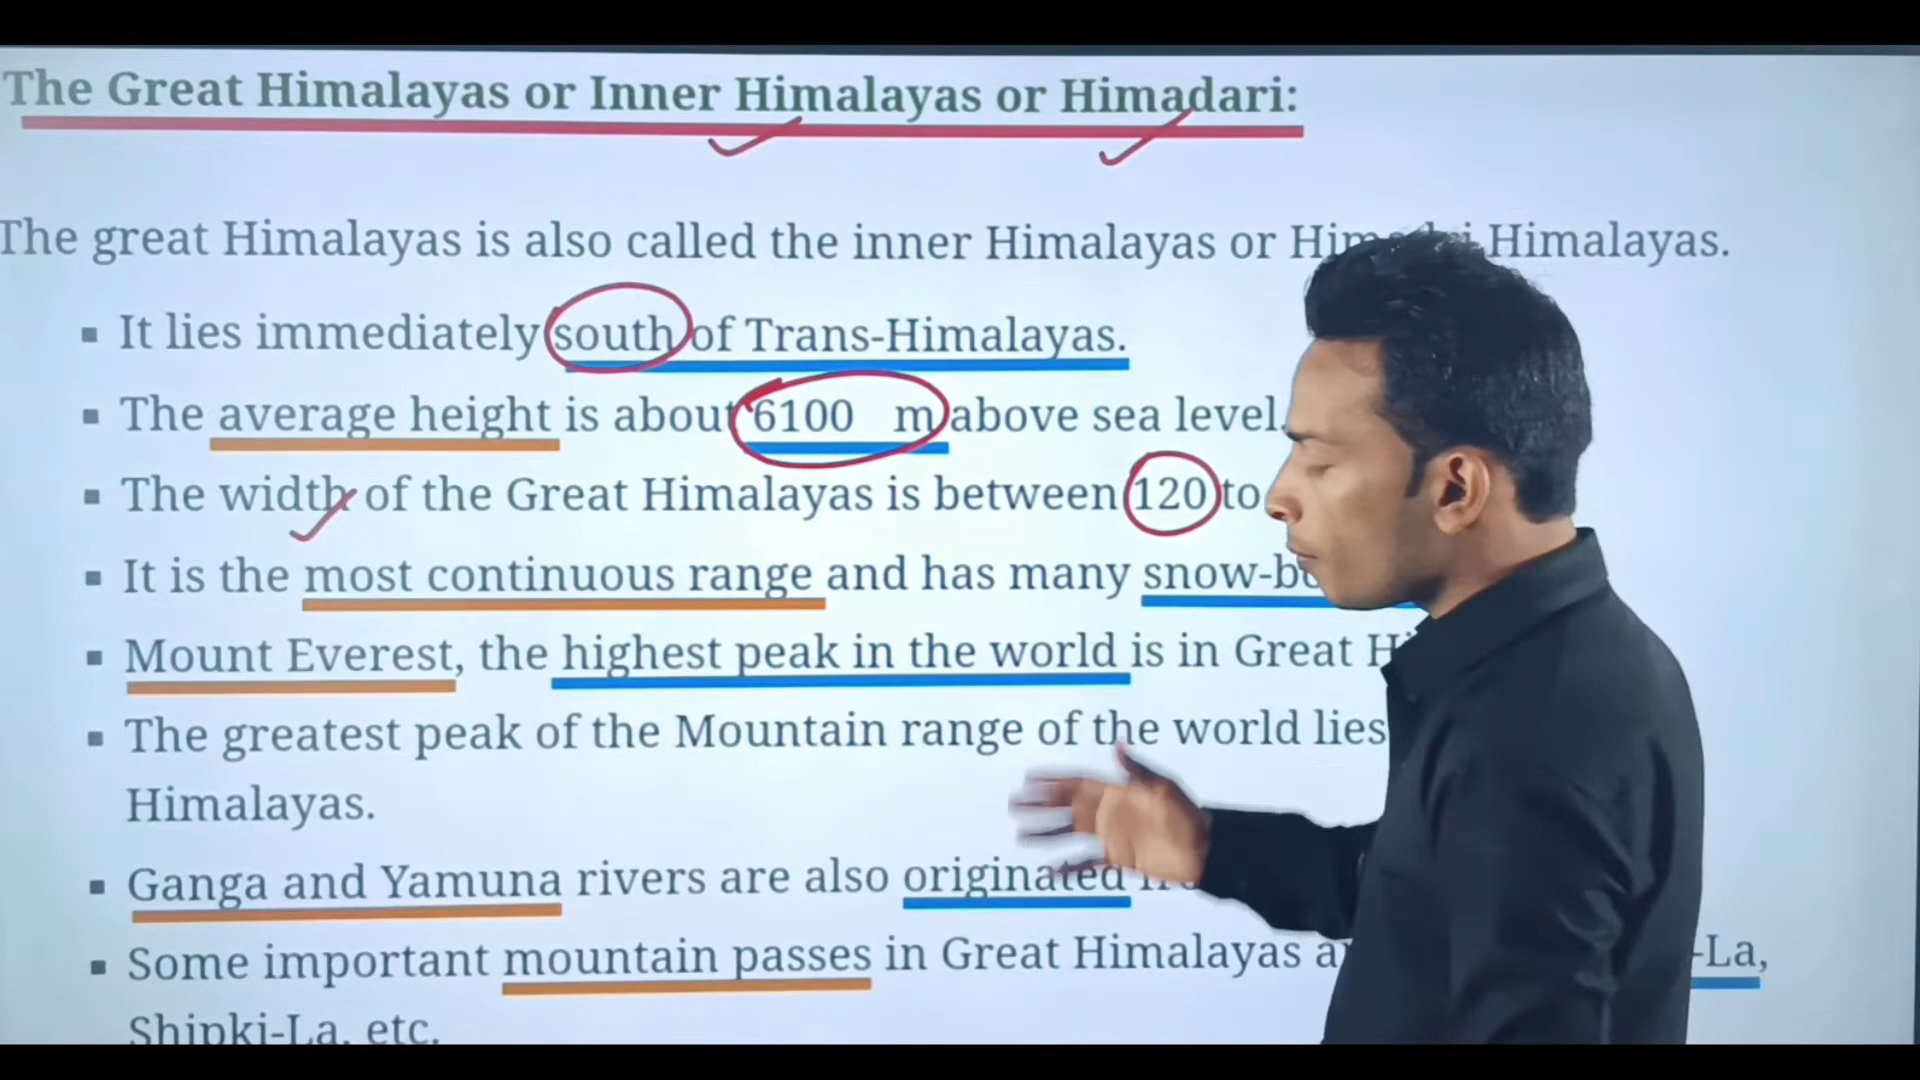 The Great Himalayas or Inner Himalayas or Himadari:
The great Himalayas is also called the inner Himalayas or Himalayas.
▪ It lies immediately south of Trans-Himalayas.
▪ The average height is about 6100 m above sea level.
▪ The width of the Great Himalayas is between 120 to
▪ It is the most continuous range and has many
▪ Mount Everest, the highest peak in the world is in Great
▪ The greatest peak of the Mountain range of the world lies
Himalayas.
▪ Ganga and Yamuna rivers are also originated
▪ Some important mountain passes in Great Himalayas -La,
Shipki-La, etc.